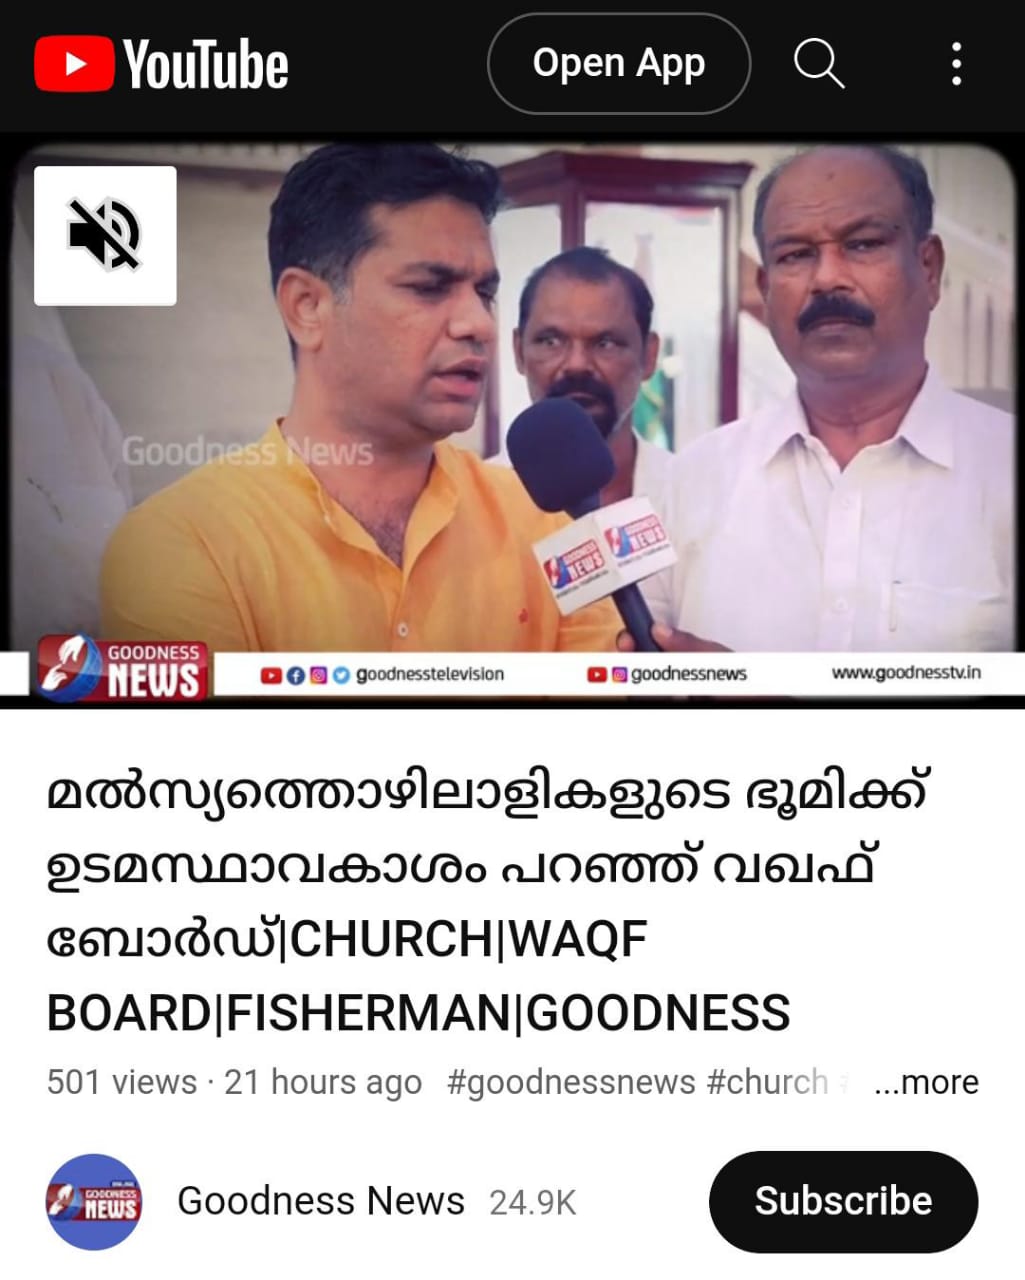 YouTube
Open App
Goodness News
GOODNESS
NEWS
GOODNESS
NEWS
GOODNESS
NEWS
goodnesstelevision
goodnessnews
www.goodnesstv.in
മൽസ്യത്തൊഴിലാളികളുടെ ഭൂമിക്ക്
ഉടമസ്ഥാവകാശം പറഞ്ഞ് വഖഫ്
ബോർഡ്|CHURCH|WAQF
BOARD|FISHERMAN|GOODNESS
501 views · 21 hours ago #goodnessnews #church ...more
GOODNESS
NEWS
Goodness News 24.9K
Subscribe